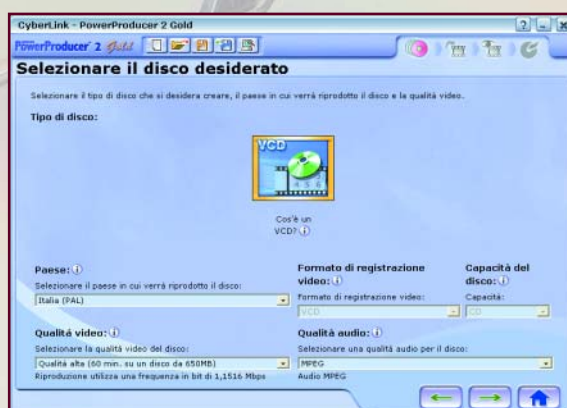 CyberLink - PowerProducer 2 Gold
PowerProducer 2 Gold
Selezionare il disco desiderato
Selezionare il tipo di disco che si desidera creare, il paese in cui verrà riprodotto il disco e la qualità video.
Tipo di disco:
VCD
4 5 6
Cos'è un
VCD?
Paese:
Selezionare il paese in cui verrà riprodotto il disco:
Italia (PAL)
Formato di registrazione
video:
Formato di registrazione video:
VCD
Capacità del
disco:
Capacità:
CD
Qualità video:
Selezionare la qualità video del disco:
Qualità alta (60 min. su un disco da 650MB)
Riproduzione utilizza una frequenza in bit di 1,1516 Mbps
Qualità audio:
Selezionare una qualità audio per il disco:
MPEG
Audio MPEG